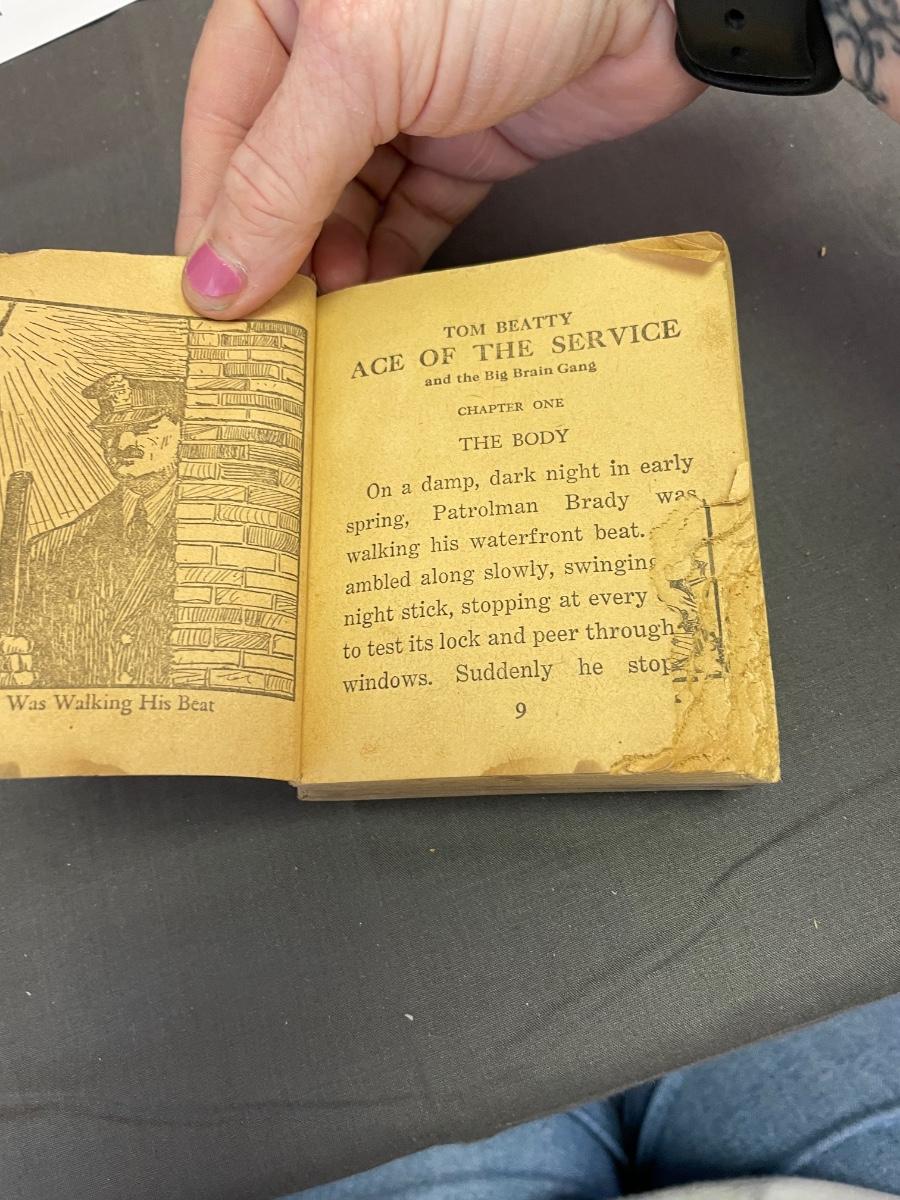 Was Walking His Beat
TOM BEATTY
ACE OF THE SERVICE
and the Big Brain Gang
CHAPTER ONE
THE BODY
On a damp, dark night in early
spring, Patrolman Brady was
walking his waterfront beat.
ambled along slowly, swinging
night stick, stopping at every
to test its lock and peer through
windows. Suddenly he stop
9